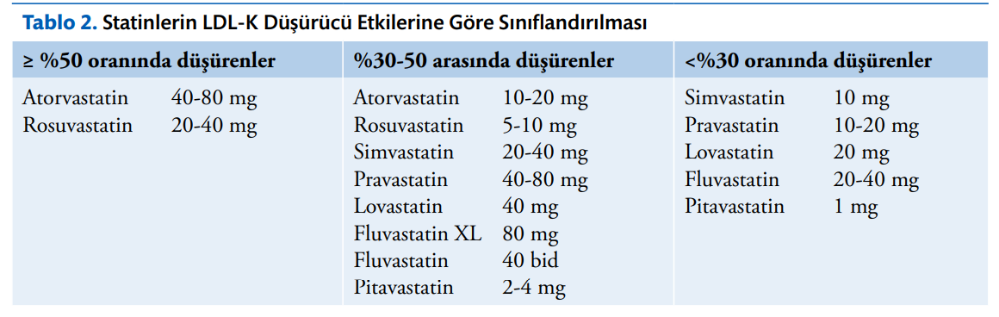 Tablo 2. Statinlerin LDL-K Düşürücü Etkilerine Göre Sınıflandırılması
≥ %50 oranında düşürenler %30-50 arasında düşürenler <%30 oranında düşürenler
Atorvastatin 40-80 mg Atorvastatin 10-20 mg Simvastatin 10 mg
Rosuvastatin 20-40 mg Rosuvastatin 5-10 mg Pravastatin 10-20 mg
Simvastatin 20-40 mg Lovastatin 20 mg
Pravastatin 40-80 mg Fluvastatin 20-40 mg
Lovastatin 40 mg Pitavastatin 1 mg
Fluvastatin XL 80 mg
Fluvastatin 40 bid
Pitavastatin 2-4 mg